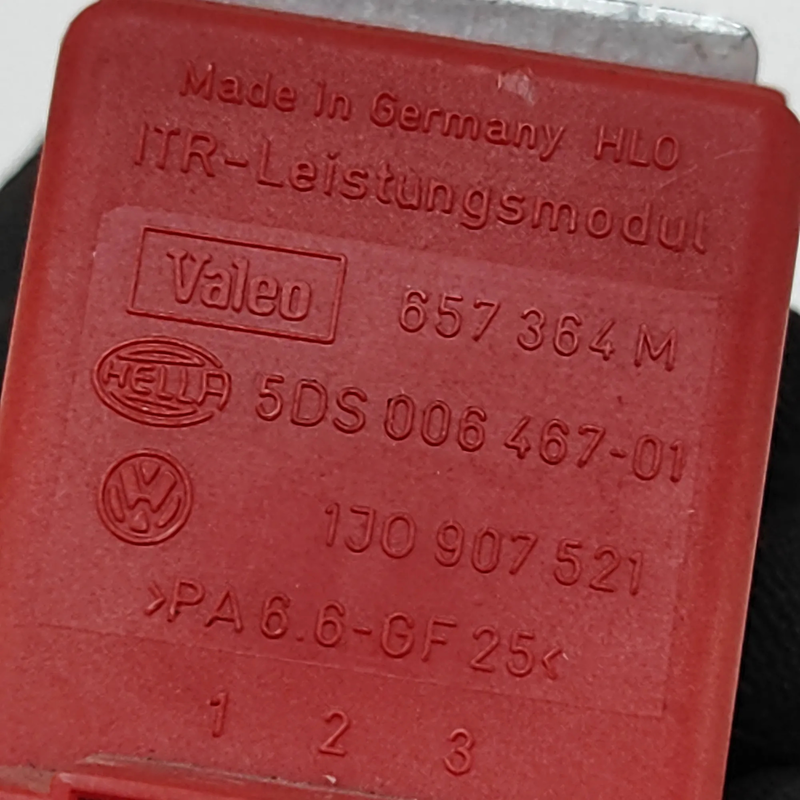 Made in Germany HLO
ITR-Leistungsmodul
Valeo 657 364 M
HELLA 5DS 006 467-01
VW 1J0 907 521
>PA 6.6-GF 25<
1 2 3